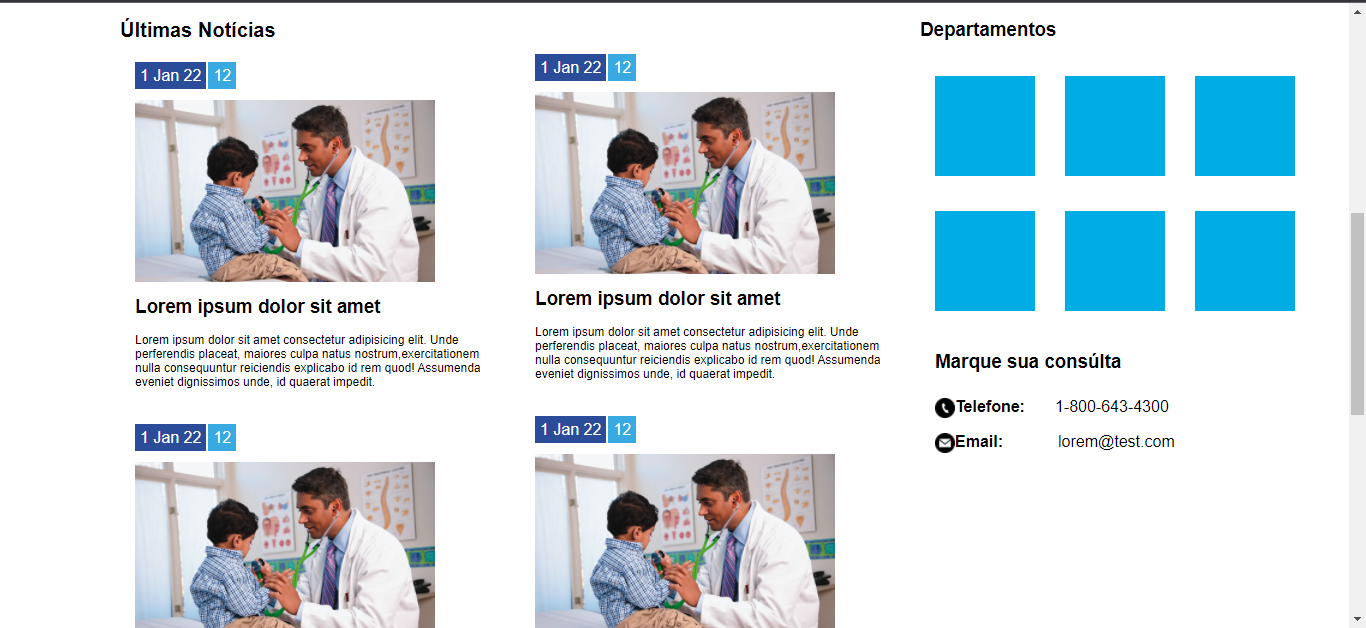 Últimas Notícias
1 Jan 22 12
Lorem ipsum dolor sit amet
Lorem ipsum dolor sit amet consectetur adipisicing elit. Unde
perferendis placeat, maiores culpa natus nostrum,exercitationem
nulla consequuntur reiciendis explicabo id rem quod! Assumenda
eveniet dignissimos unde, id quaerat impedit.
1 Jan 22 12
1 Jan 22 12
Lorem ipsum dolor sit amet
Lorem ipsum dolor sit amet consectetur adipisicing elit. Unde
perferendis placeat, maiores culpa natus nostrum,exercitationem
nulla consequuntur reiciendis explicabo id rem quod! Assumenda
eveniet dignissimos unde, id quaerat impedit.
1 Jan 22 12
Departamentos
Marque sua consúlta
Telefone: 1-800-643-4300
Email: lorem@test.com